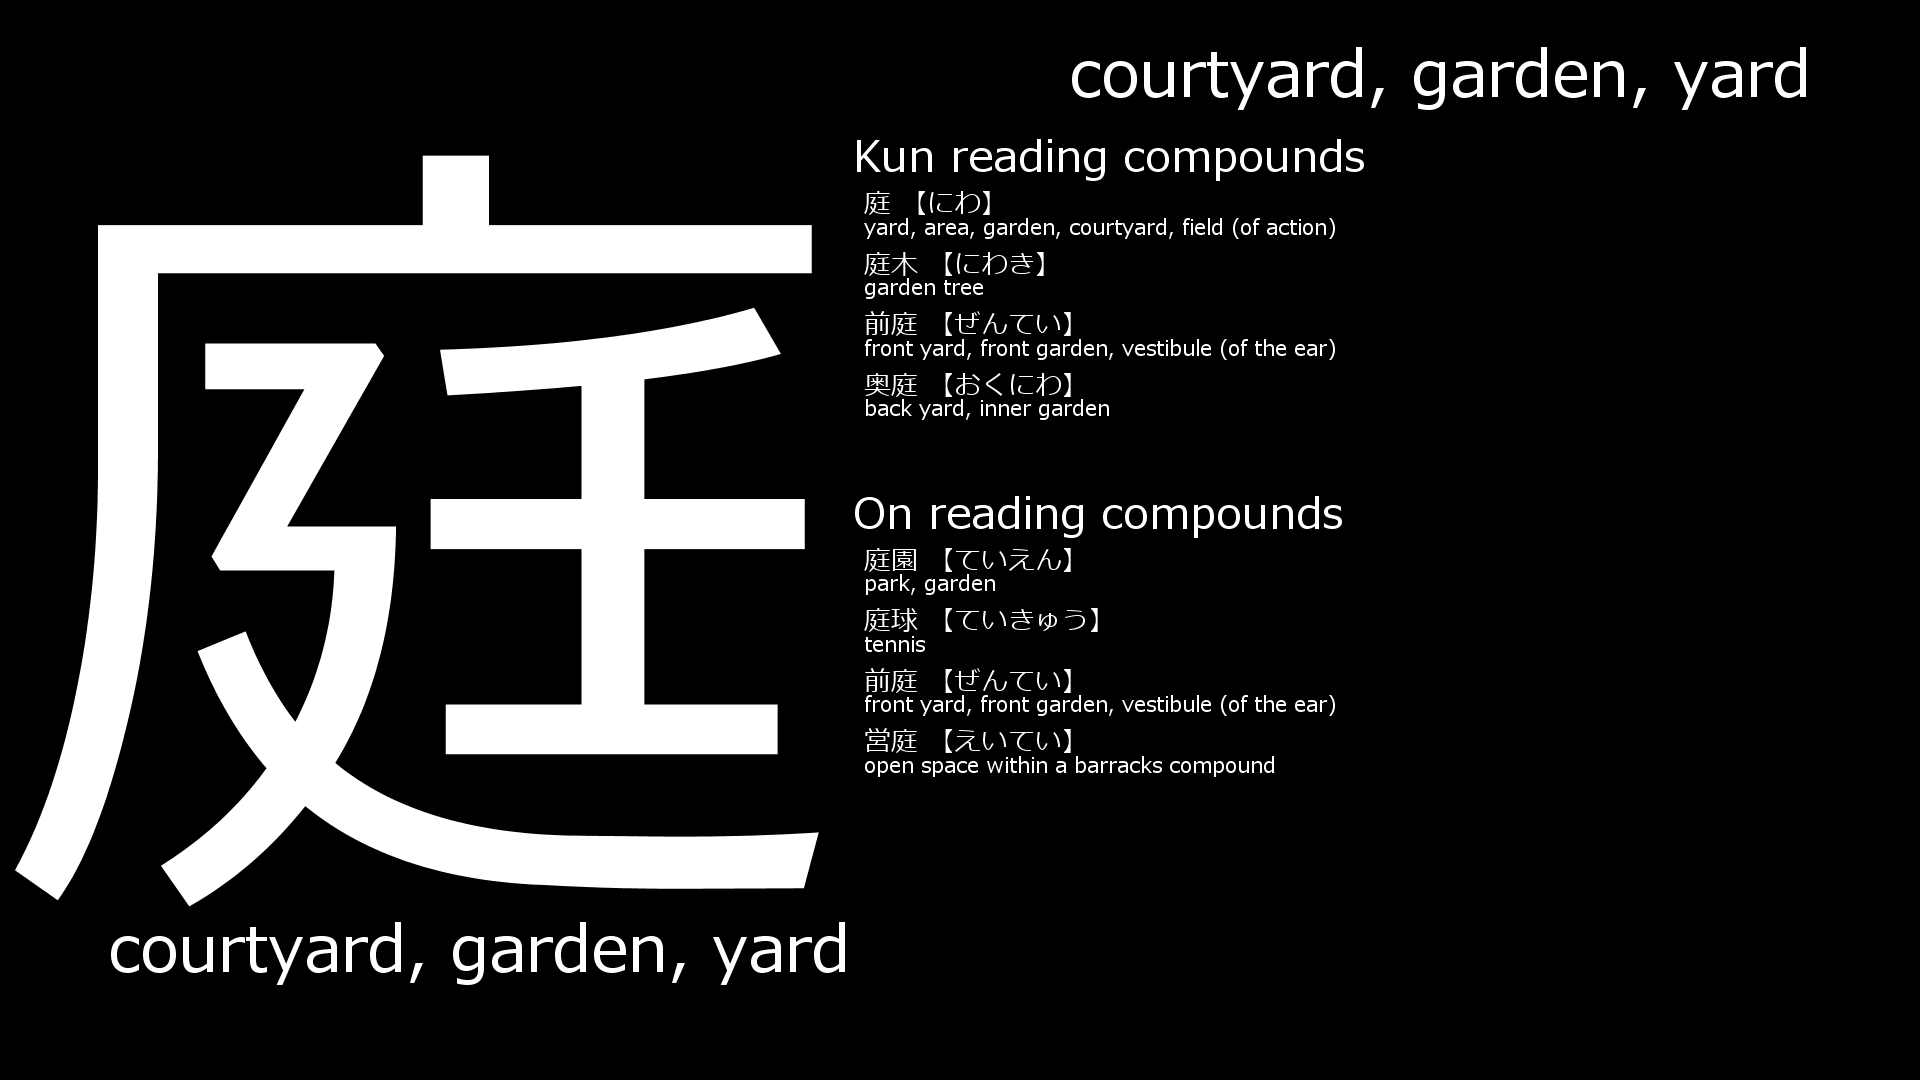 庭
courtyard, garden, yard
courtyard, garden, yard
Kun reading compounds
庭 【にわ】
yard, area, garden, courtyard, field (of action)
庭木 【にわき】
garden tree
前庭 【ぜんてい】
front yard, front garden, vestibule (of the ear)
奥庭 【おくにわ】
back yard, inner garden
On reading compounds
庭園 【ていえん】
park, garden
庭球 【ていきゅう】
tennis
前庭 【ぜんてい】
front yard, front garden, vestibule (of the ear)
営庭 【えいてい】
open space within a barracks compound